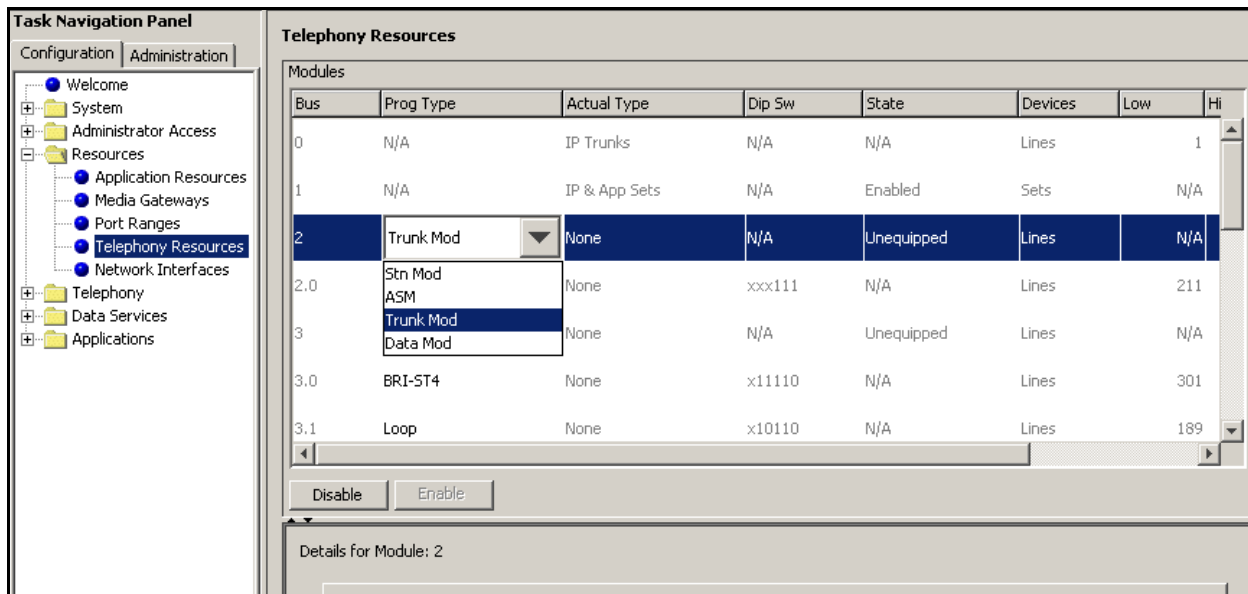 Task Navigation Panel
Configuration Administration
Welcome
System
Administrator Access
Resources
Application Resources
Media Gateways
Port Ranges
Telephony Resources
Network Interfaces
Telephony
Data Services
Applications
Telephony Resources
Modules
Bus Prog Type Actual Type Dip Sw State Devices Low Hi
0 N/A IP Trunks N/A N/A Lines 1
1 N/A IP & App Sets N/A Enabled Sets N/A
2 Trunk Mod None N/A Unequipped Lines N/A
Stn Mod
ASM
Trunk Mod
Data Mod
2.0 None xxx111 N/A Lines 211
3 None N/A Unequipped Lines N/A
3.0 BRI-ST4 None x11110 N/A Lines 301
3.1 Loop None x10110 N/A Lines 189
Disable Enable
Details for Module: 2